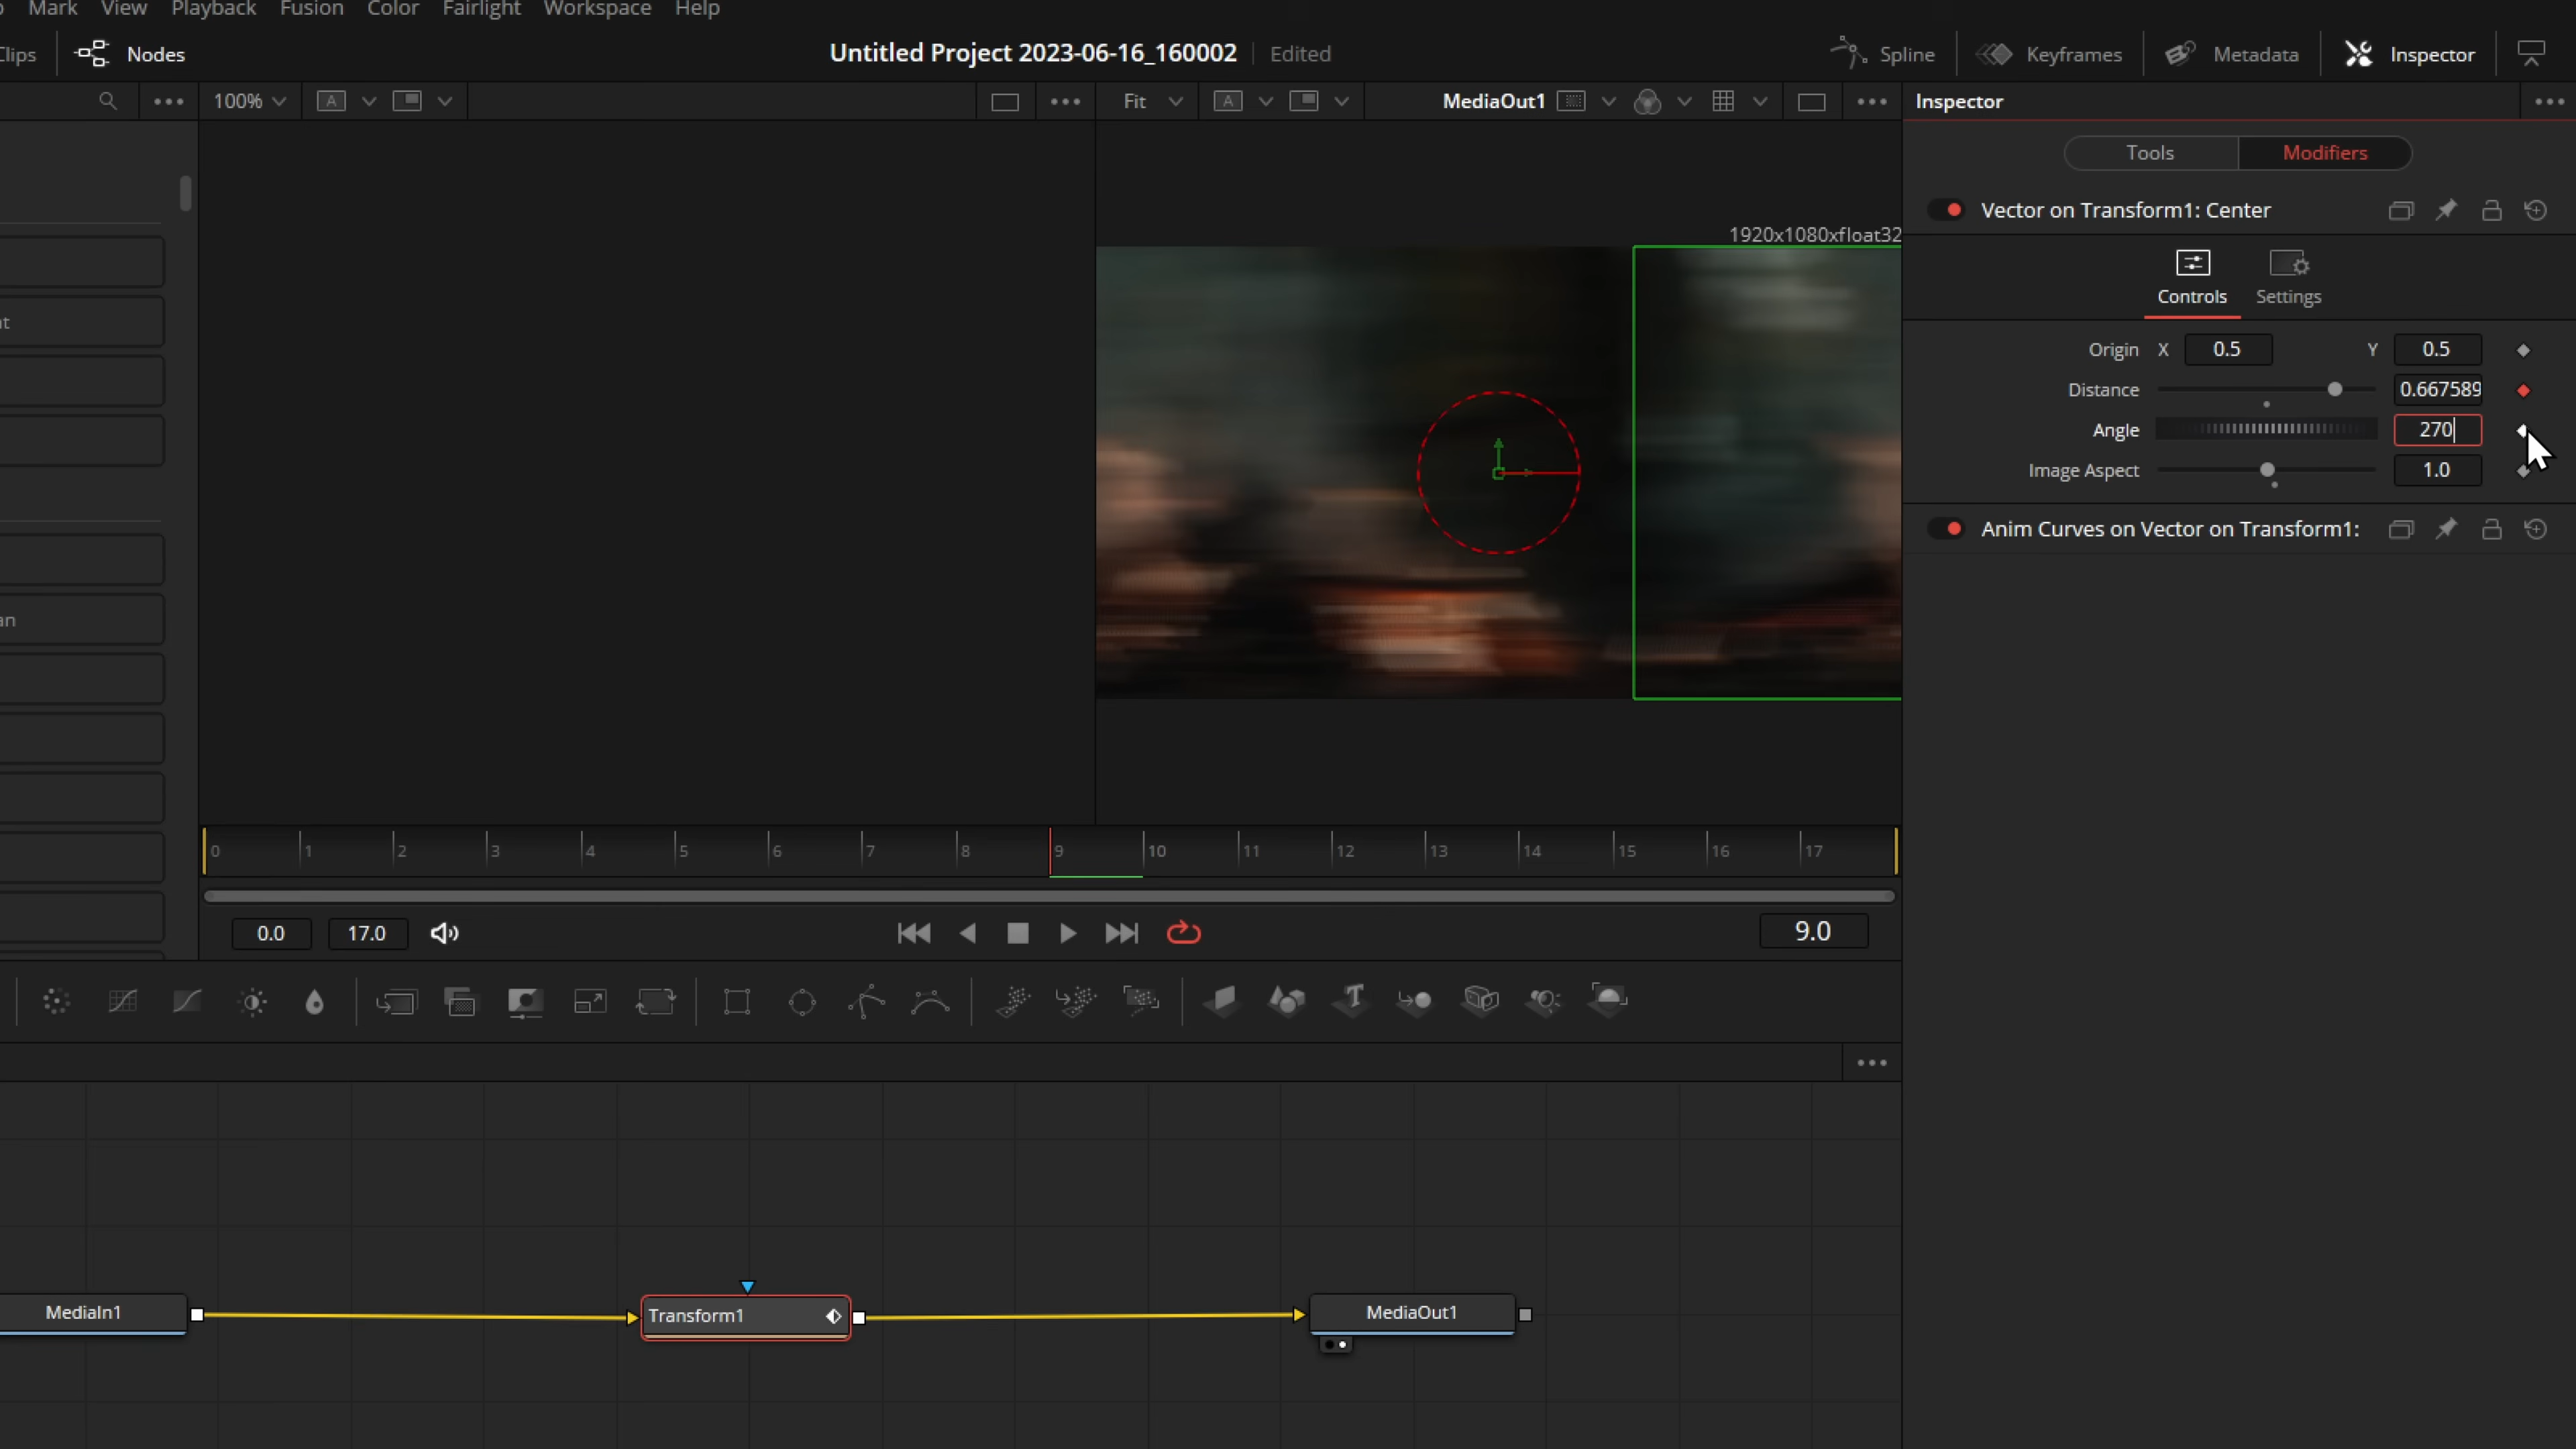 Mark View Playback Fusion Color Fairlight Workspace Help
Clips Nodes Untitled Project 2023-06-16_160002 Edited Spline Keyframes Metadata Inspector
100% A Fit A MediaOut1 Inspector
Tools Modifiers
Vector on Transform1: Center
1920x1080xfloat32
Controls Settings
Origin X 0.5 Y 0.5
Distance 0.667589
Angle 270
Image Aspect 1.0
Anim Curves on Vector on Transform1:
0 1 2 3 4 5 6 7 8 9 10 11 12 13 14 15 16 17
0.0 17.0 9.0
MediaIn1 Transform1 MediaOut1